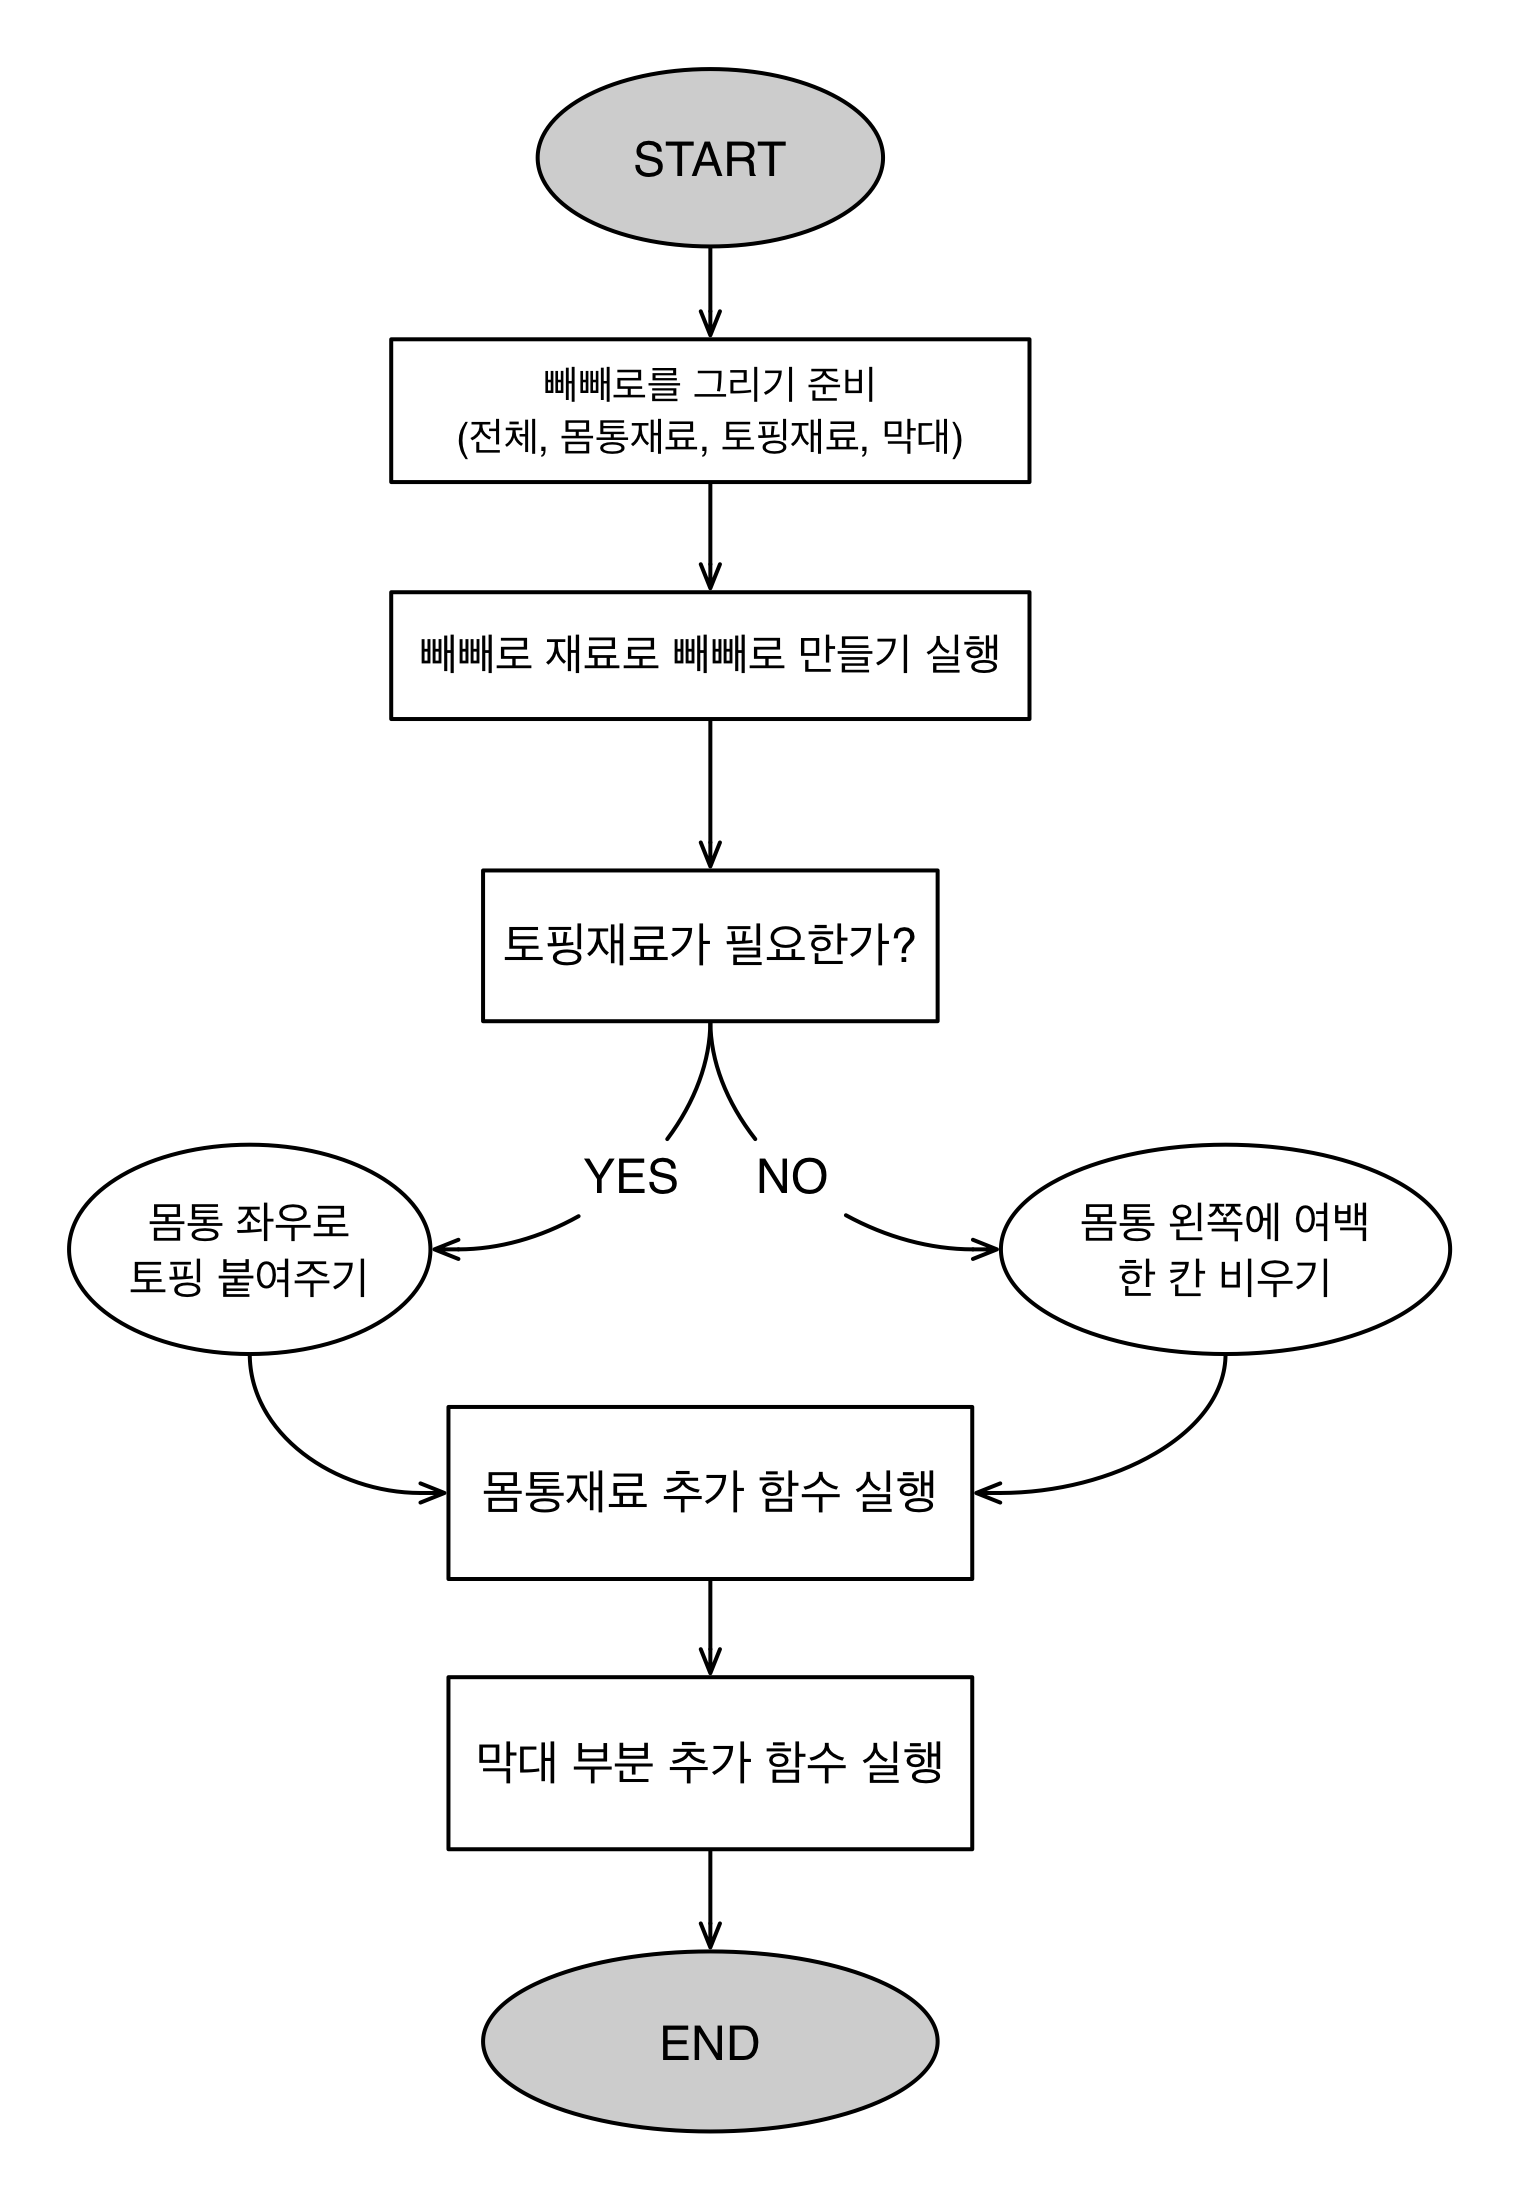 START
빼빼로를 그리기 준비
(전체, 몸통재료, 토핑재료, 막대)
빼빼로 재료로 빼빼로 만들기 실행
토핑재료가 필요한가?
YES
NO
몸통 좌우로
토핑 붙여주기
몸통 왼쪽에 여백
한 칸 비우기
몸통재료 추가 함수 실행
막대 부분 추가 함수 실행
END